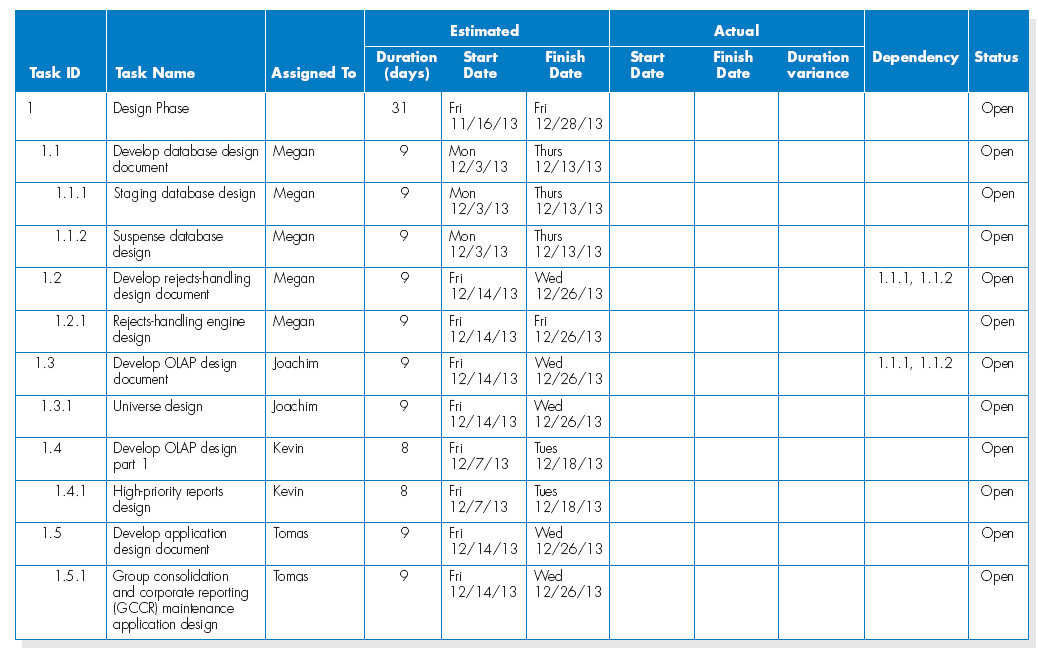 Estimated Actual
Task ID Task Name Assigned To Duration (days) Start Date Finish Date Start Date Finish Date Duration variance Dependency Status
1 Design Phase 31 Fri 11/16/13 Fri 12/28/13 Open
1.1 Develop database design document Megan 9 Mon 12/3/13 Thurs 12/13/13 Open
1.1.1 Staging database design Megan 9 Mon 12/3/13 Thurs 12/13/13 Open
1.1.2 Suspense database design Megan 9 Mon 12/3/13 Thurs 12/13/13 Open
1.2 Develop rejects-handling design document Megan 9 Fri 12/14/13 Wed 12/26/13 1.1.1, 1.1.2 Open
1.2.1 Rejects-handling engine design Megan 9 Fri 12/14/13 Fri 12/26/13 Open
1.3 Develop OLAP design document Joachim 9 Fri 12/14/13 Wed 12/26/13 1.1.1, 1.1.2 Open
1.3.1 Universe design Joachim 9 Fri 12/14/13 Wed 12/26/13 Open
1.4 Develop OLAP design part 1 Kevin 8 Fri 12/7/13 Tues 12/18/13 Open
1.4.1 High-priority reports design Kevin 8 Fri 12/7/13 Tues 12/18/13 Open
1.5 Develop application design document Tomas 9 Fri 12/14/13 Wed 12/26/13 Open
1.5.1 Group consolidation and corporate reporting (GCCR) maintenance application design Tomas 9 Fri 12/14/13 Wed 12/26/13 Open